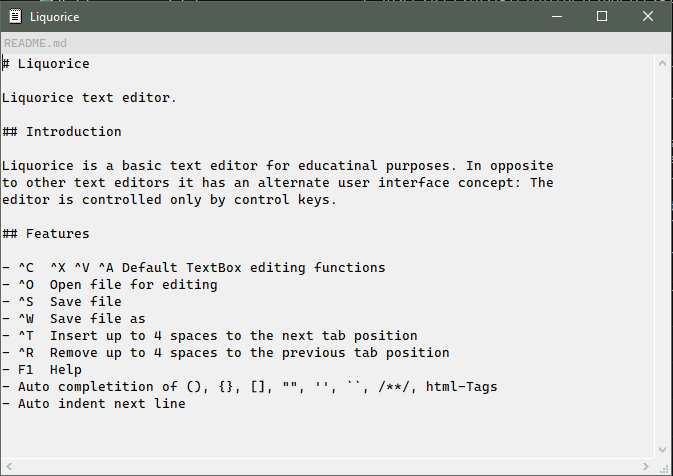 Liquorice
README.md
# Liquorice
Liquorice text editor.
## Introduction
Liquorice is a basic text editor for educatinal purposes. In opposite
to other text editors it has an alternate user interface concept: The
editor is controlled only by control keys.
## Features
- ^C  ^X ^V ^A Default TextBox editing functions
- ^O  Open file for editing
- ^S  Save file
- ^W  Save file as
- ^T  Insert up to 4 spaces to the next tab position
- ^R  Remove up to 4 spaces to the previous tab position
- F1  Help
- Auto completition of (), {}, [], "", '', ``, /**/, html-Tags
- Auto indent next line